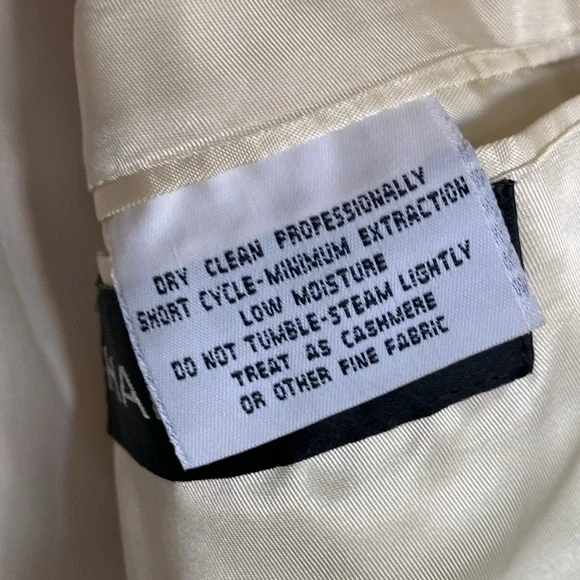 DRY CLEAN PROFESSIONALLY
SHORT CYCLE-MINIMUM EXTRACTION
LOW MOISTURE
DO NOT TUMBLE-STEAM LIGHTLY
TREAT AS CASHMERE
OR OTHER FINE FABRIC